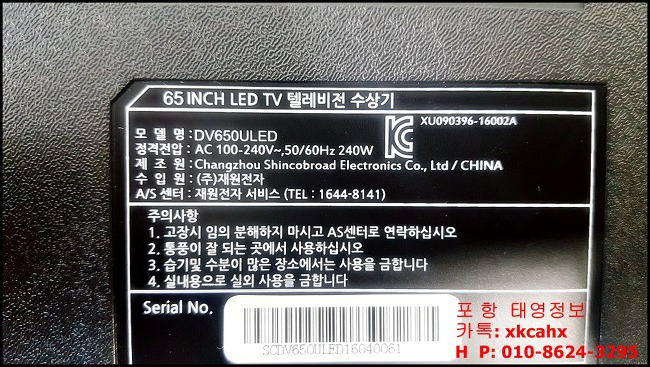 65 INCH LED TV 텔레비전 수상기
XU090396-16002A
모 델 명 : DV650ULED
정격전압 : AC 100-240V~,50/60Hz 240W
제 조 원 : Changzhou Shincobroad Electronics Co., Ltd / CHINA
수 입 원 : (주)재원전자
A/S 센터 : 재원전자 서비스 (TEL : 1644-8141)
주의사항
1. 고장시 임의 분해하지 마시고 AS센터로 연락하십시오
2. 통풍이 잘 되는 곳에서 사용하십시오
3. 습기및 수분이 많은 장소에서는 사용을 금합니다
4. 실내용으로 실외 사용을 금합니다
Serial No.
SCDV650ULED16040061
포항 태영정보
카톡: xkcahx
H P: 010-8624-3295